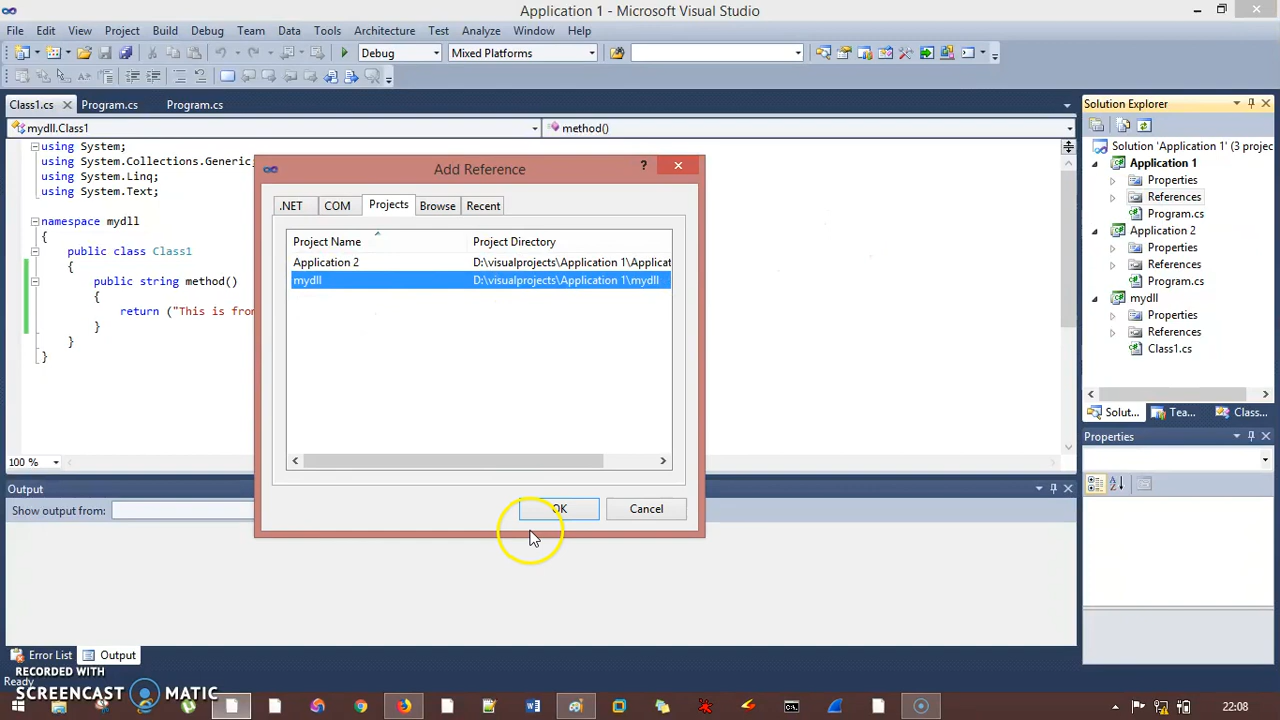 Application 1 - Microsoft Visual Studio
File Edit View Project Build Debug Team Data Tools Architecture Test Analyze Window Help
Debug Mixed Platforms
Class1.cs Program.cs Program.cs
mydll.Class1 method()
using System;
using System.Collections.Generic;
using System.Linq;
using System.Text;
namespace mydll
{
public class Class1
{
public string method()
{
return ("This is from
}
}
}
100 %
Add Reference
.NET COM Projects Browse Recent
Project Name Project Directory
Application 2 D:\visualprojects\Application 1\Applicat
mydll D:\visualprojects\Application 1\mydll
OK Cancel
Solution Explorer
Solution 'Application 1' (3 projec
Application 1
Properties
References
Program.cs
Application 2
Properties
References
Program.cs
mydll
Properties
References
Class1.cs
Solut... Tea... Class...
Properties
Output
Show output from:
Error List Output
Ready
RECORDED WITH
SCREENCAST MATIC
22:08